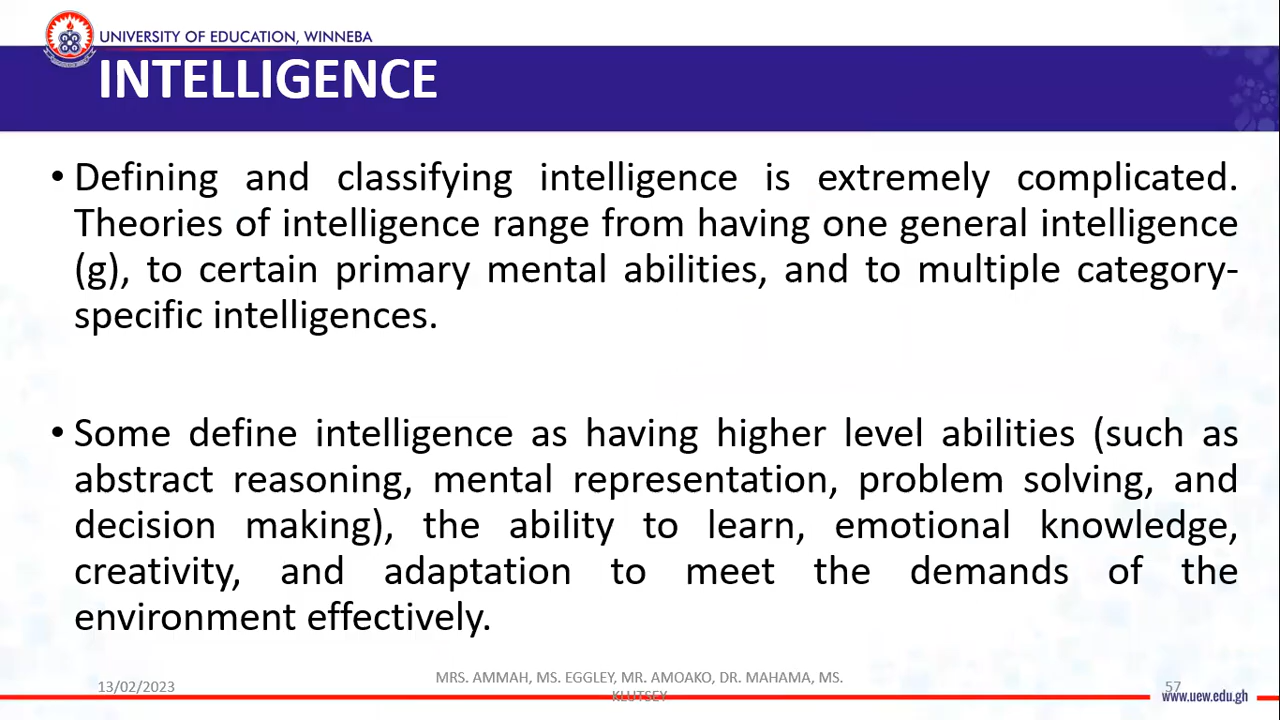 UNIVERSITY OF EDUCATION, WINNEBA
INTELLIGENCE
• Defining and classifying intelligence is extremely complicated.
Theories of intelligence range from having one general intelligence
(g), to certain primary mental abilities, and to multiple category-
specific intelligences.
• Some define intelligence as having higher level abilities (such as
abstract reasoning, mental representation, problem solving, and
decision making), the ability to learn, emotional knowledge,
creativity, and adaptation to meet the demands of the
environment effectively.
13/02/2023
MRS. AMMAH, MS. EGGLEY, MR. AMOAKO, DR. MAHAMA, MS.
KLUTSEY
57
www.uew.edu.gh